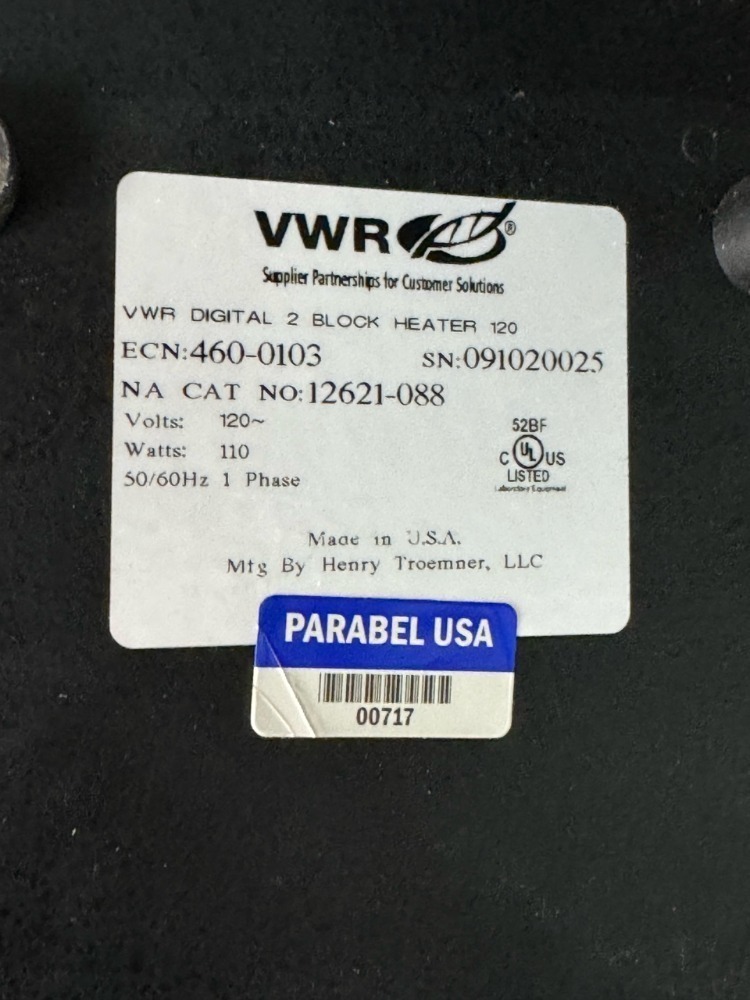 VWR®
Supplier Partnerships for Customer Solutions
VWR DIGITAL 2 BLOCK HEATER 120
ECN:460-0103 SN:091020025
NA CAT NO:12621-088
Volts: 120~
Watts: 110
50/60Hz 1 Phase
52BF
C UL US
LISTED
Laboratory Equipment
Made in U.S.A.
Mfg By Henry Troemner, LLC
PARABEL USA
00717